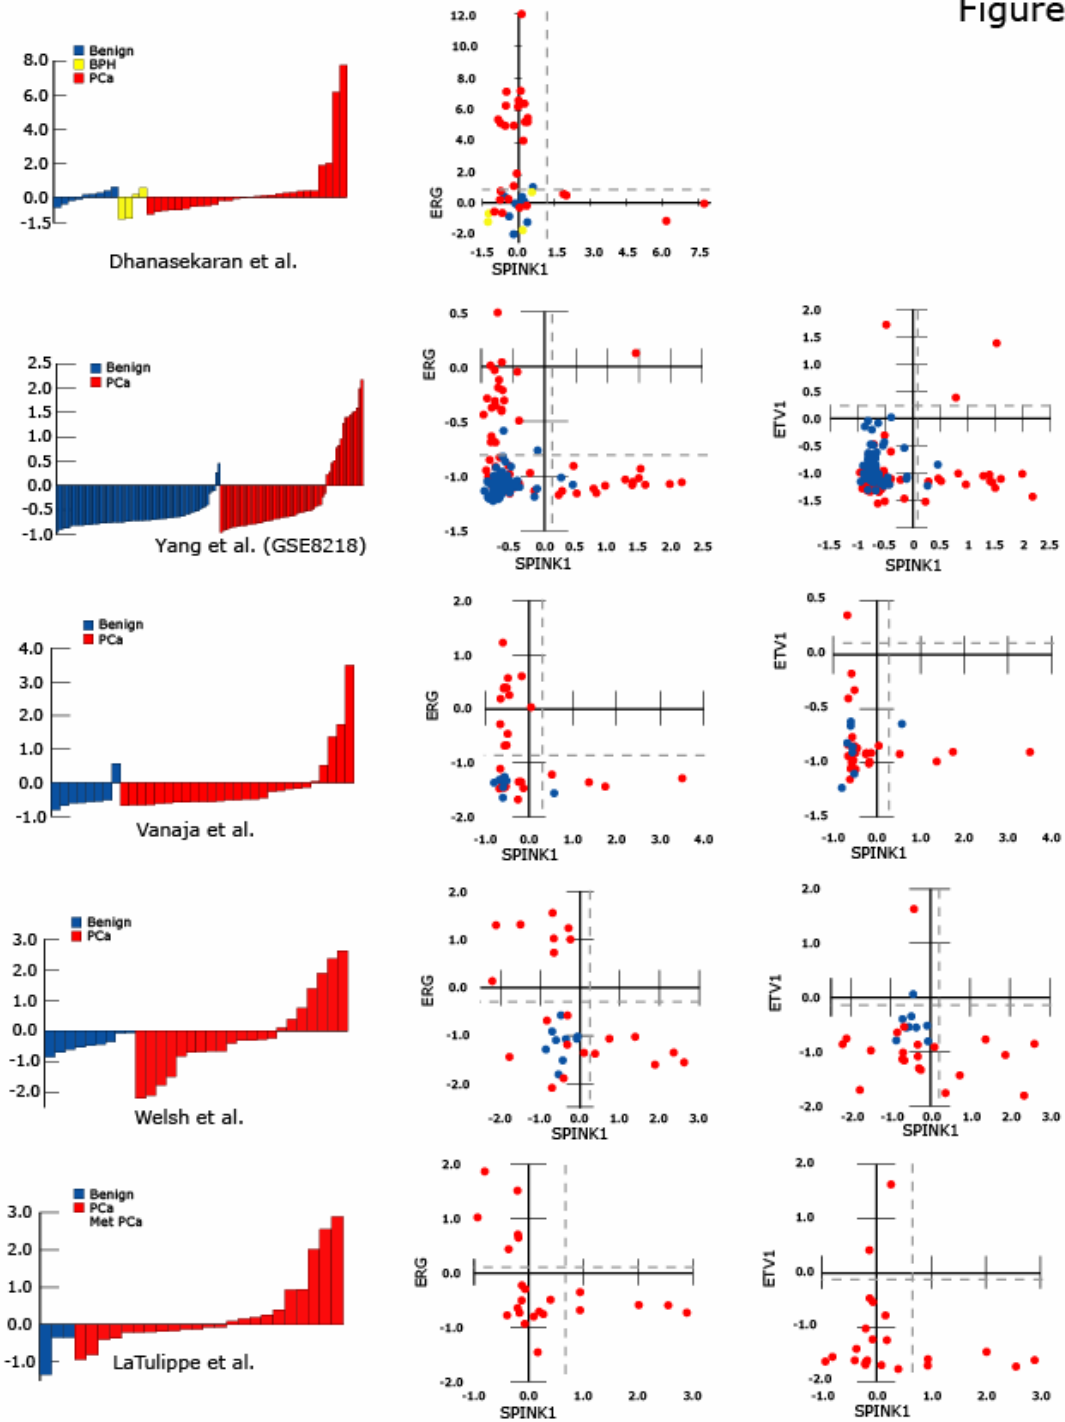 Figure
Benign
BPH
PCa
8.0
6.0
4.0
2.0
0.0
-1.5
Dhanasekaran et al.
12.0
10.0
8.0
6.0
4.0
2.0
0.0
-2.0
ERG
-1.5 0.0 1.5 3.0 4.5 6.0 7.5
SPINK1
Benign
PCa
2.5
2.0
1.5
1.0
0.5
0.0
-0.5
-1.0
Yang et al. (GSE8218)
0.5
0.0
-0.5
-1.0
-1.5
ERG
-0.5 0.0 0.5 1.0 1.5 2.0 2.5
SPINK1
2.0
1.5
1.0
0.5
0.0
-0.5
-1.0
-1.5
ETV1
-1.5 -1.0 -0.5 0 0.5 1.0 1.5 2.0 2.5
SPINK1
Benign
PCa
4.0
3.0
2.0
1.0
0.0
-1.0
Vanaja et al.
2.0
1.0
0.0
-1.0
-2.0
ERG
-1.0 0.0 1.0 2.0 3.0 4.0
SPINK1
0.5
0.0
-0.5
-1.0
-1.5
ETV1
-1.0 0.0 1.0 2.0 3.0 4.0
SPINK1
Benign
PCa
3.0
2.0
1.0
0.0
-1.0
-2.0
Welsh et al.
2.0
1.0
0.0
-1.0
-2.0
ERG
-2.0 -1.0 0.0 1.0 2.0 3.0
SPINK1
2.0
1.0
0.0
-1.0
-2.0
ETV1
-2.0 -1.0 0.0 1.0 2.0 3.0
SPINK1
Benign
PCa
Met PCa
3.0
2.0
1.0
0.0
-1.0
LaTulippe et al.
2.0
1.0
0.0
-1.0
-2.0
ERG
-1.0 0.0 1.0 2.0 3.0
SPINK1
2.0
1.0
0.0
-1.0
-2.0
ETV1
-1.0 0.0 1.0 2.0 3.0
SPINK1